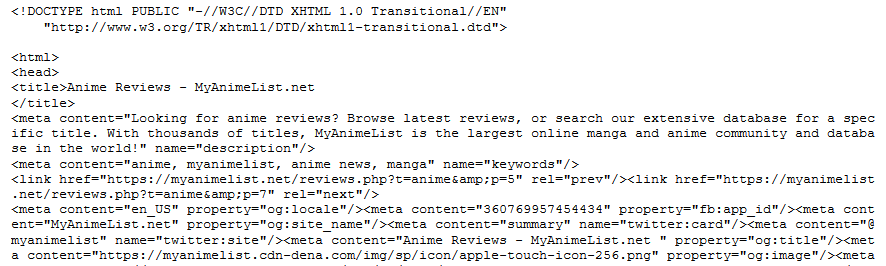 <!DOCTYPE html PUBLIC "-//W3C//DTD XHTML 1.0 Transitional//EN"
"http://www.w3.org/TR/xhtml1/DTD/xhtml1-transitional.dtd">
<html>
<head>
<title>Anime Reviews - MyAnimeList.net
</title>
<meta content="Looking for anime reviews? Browse latest reviews, or search our extensive database for a spec
ific title. With thousands of titles, MyAnimeList is the largest online manga and anime community and databa
se in the world!" name="description"/>
<meta content="anime, myanimelist, anime news, manga" name="keywords"/>
<link href="https://myanimelist.net/reviews.php?t=anime&amp;p=5" rel="prev"/><link href="https://myanimelist
.net/reviews.php?t=anime&amp;p=7" rel="next"/>
<meta content="en_US" property="og:locale"/><meta content="360769957454434" property="fb:app_id"/><meta cont
ent="MyAnimeList.net" property="og:site_name"/><meta content="summary" name="twitter:card"/><meta content="@
myanimelist" name="twitter:site"/><meta content="Anime Reviews - MyAnimeList.net " property="og:title"/><met
a content="https://myanimelist.cdn-dena.com/img/sp/icon/apple-touch-icon-256.png" property="og:image"/><meta